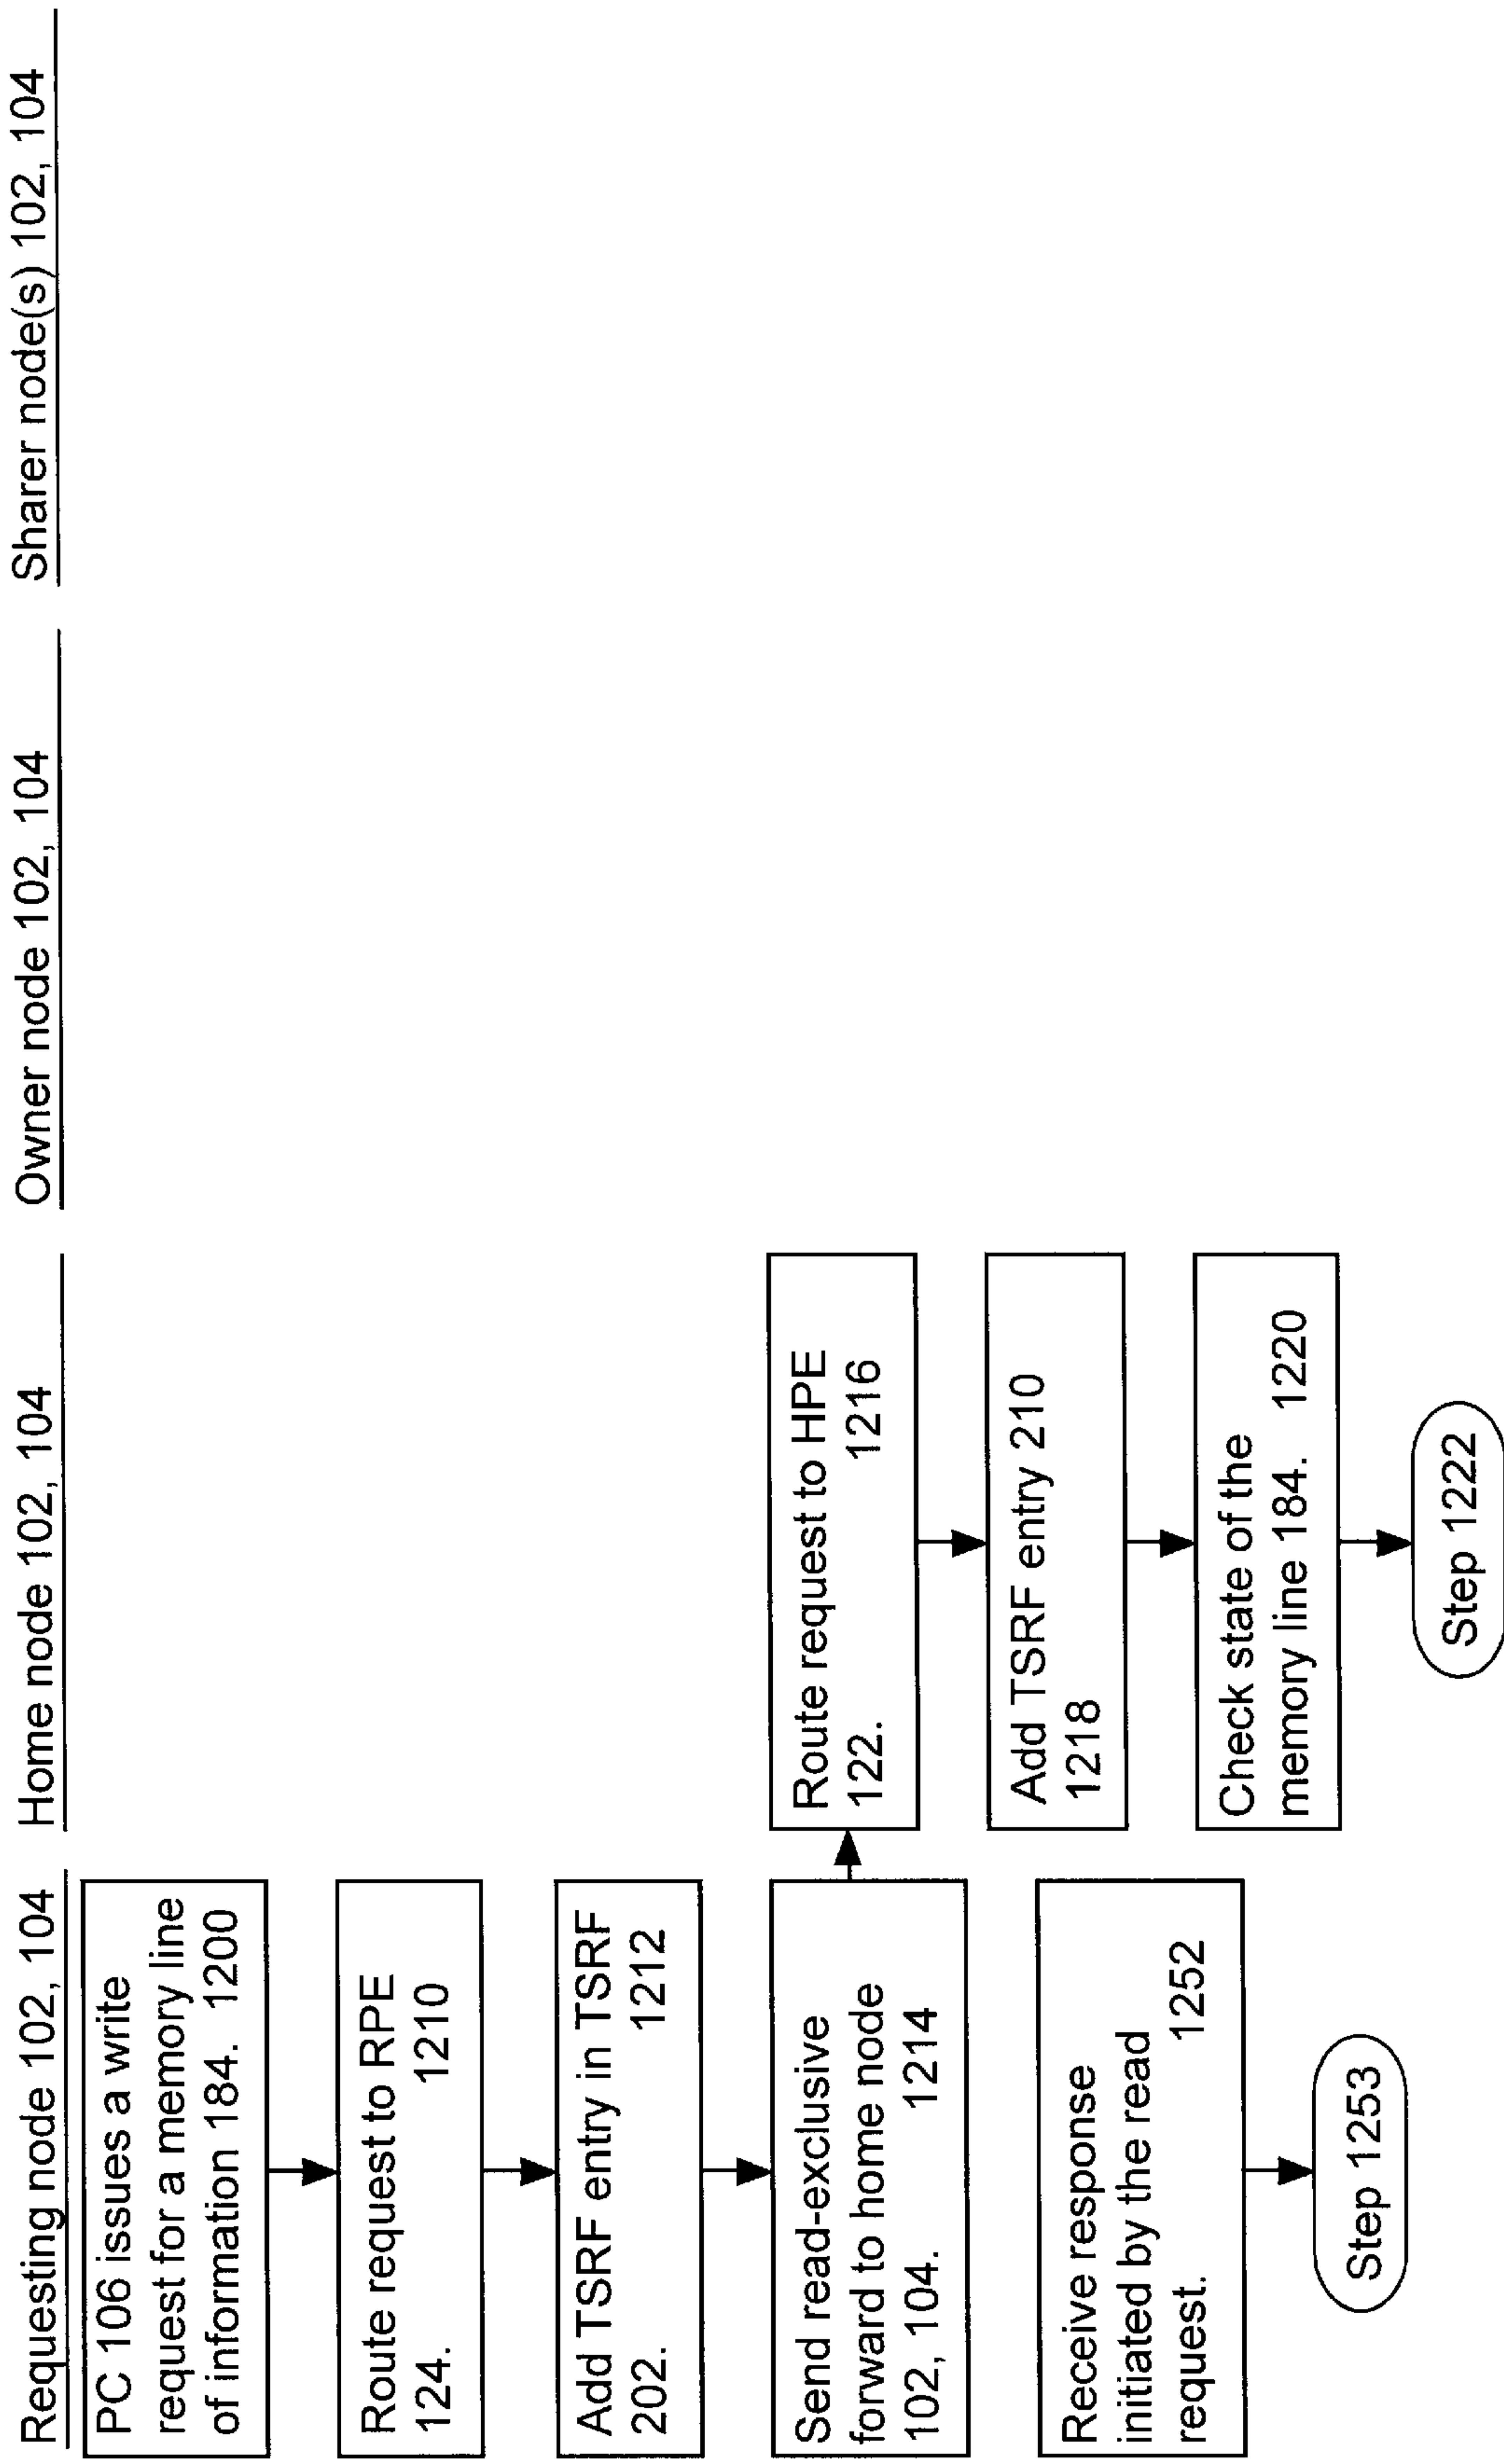 Requesting node 102, 104
Home node 102, 104
Owner node 102, 104
Sharer node(s) 102, 104
PC 106 issues a write
request for a memory line
of information 184. 1200
Route request to RPE
124. 1210
Add TSRF entry in TSRF
202. 1212
Send read-exclusive
forward to home node
102, 104. 1214
Route request to HPE
122. 1216
Add TSRF entry 210
1218
Check state of the
memory line 184. 1220
Step 1222
Receive response
initiated by the read
request. 1252
Step 1253